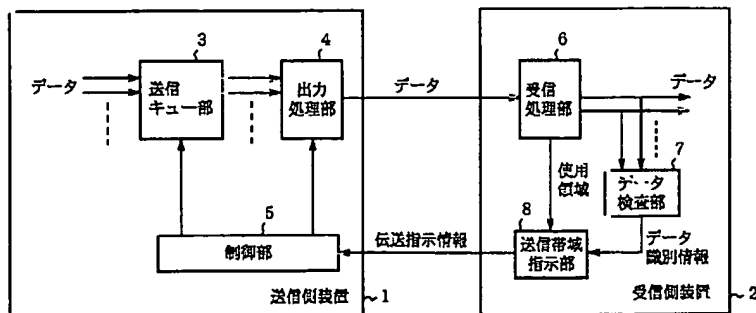 3
4
6
データ
送信
キュー部
出力
処理部
データ
受信
処理部
データ
7
使用
領域
データ
検査部
5
8
制御部
伝送指示情報
送信帯域
指示部
データ
識別情報
送信側装置
1
受信側装置
2